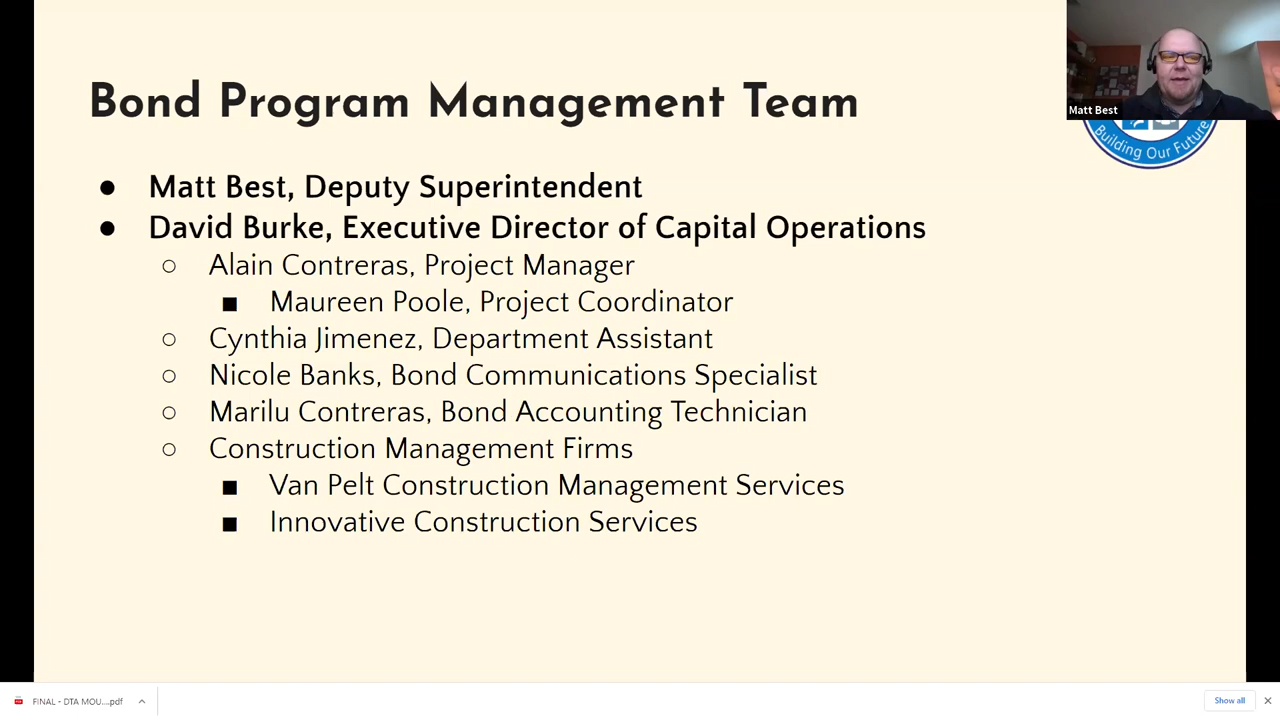 Bond Program Management Team
Matt Best
Building Our Future
● Matt Best, Deputy Superintendent
● David Burke, Executive Director of Capital Operations
○ Alain Contreras, Project Manager
■ Maureen Poole, Project Coordinator
○ Cynthia Jimenez, Department Assistant
○ Nicole Banks, Bond Communications Specialist
○ Marilu Contreras, Bond Accounting Technician
○ Construction Management Firms
■ Van Pelt Construction Management Services
■ Innovative Construction Services
FINAL - DTA MOU....pdf
Show all